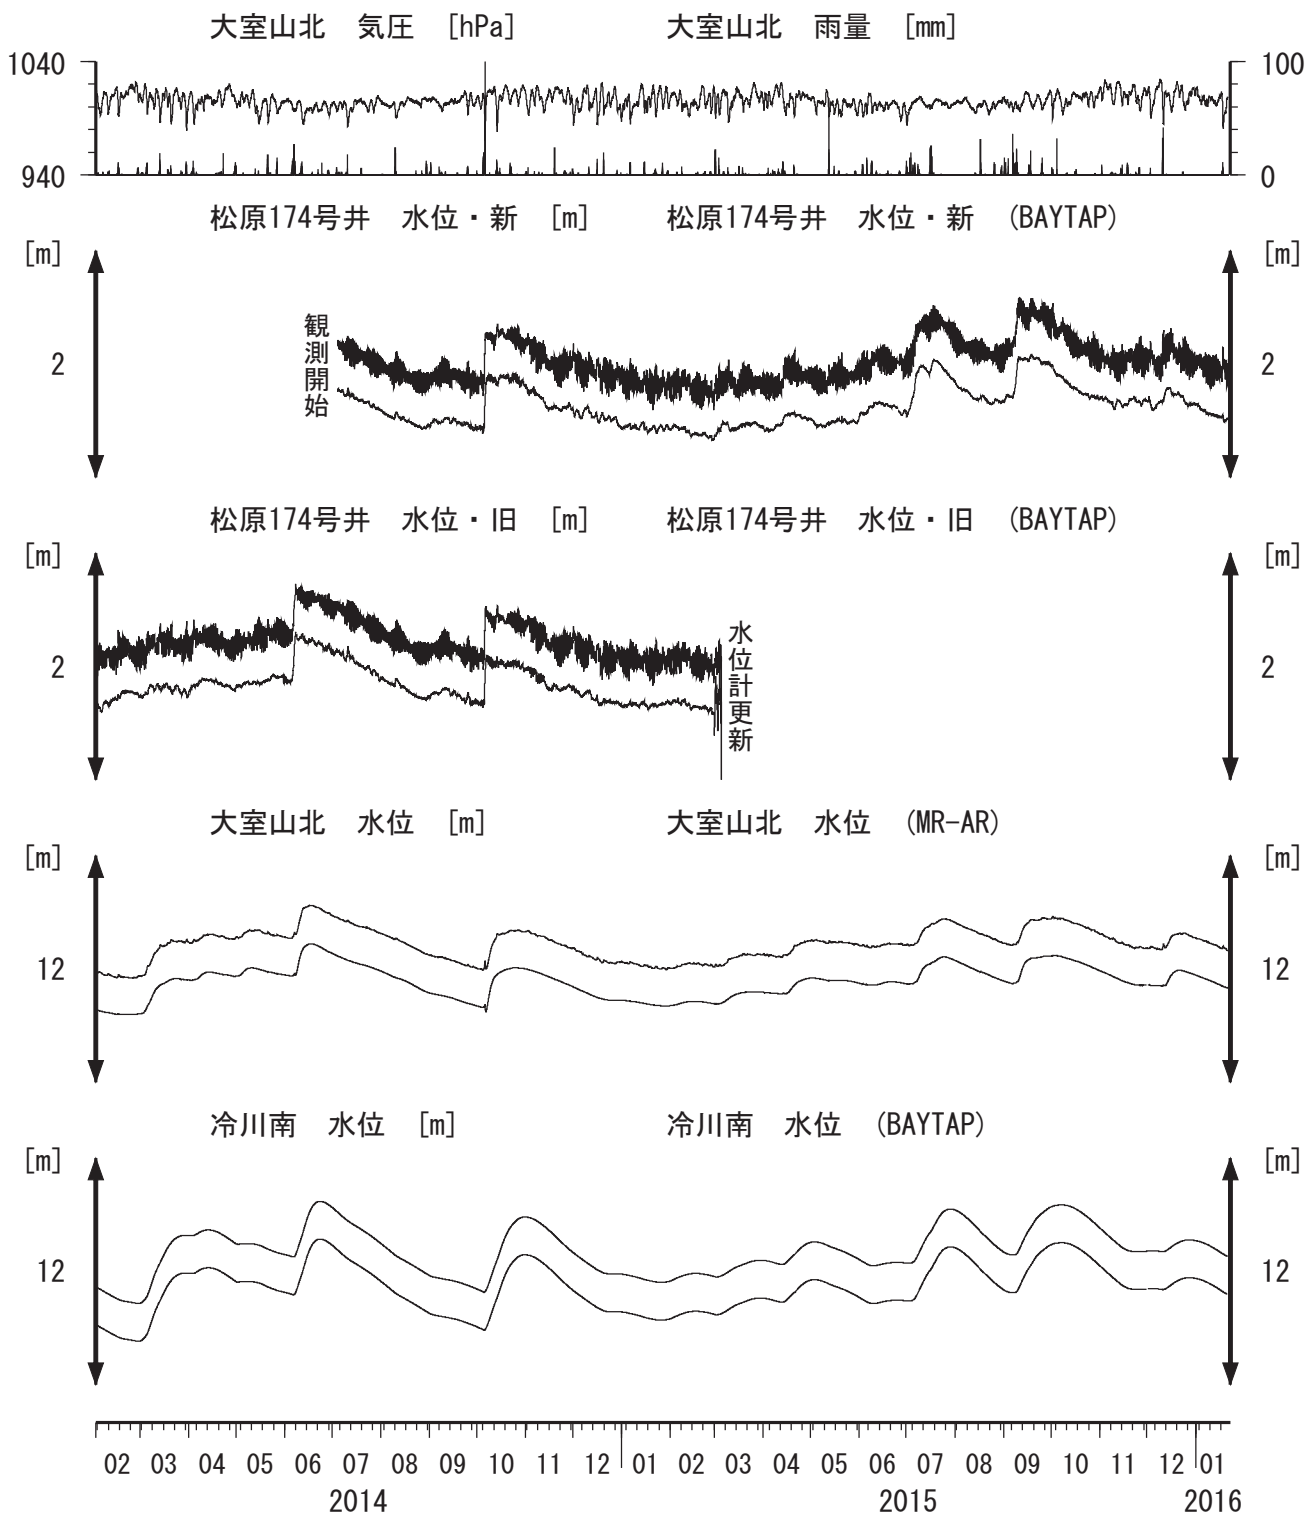 大室山北　気圧　[hPa]　大室山北　雨量　[mm]
1040　100
940　0
松原174号井　水位・新　[m]　松原174号井　水位・新　(BAYTAP)
[m]　[m]
観測開始
2　2
松原174号井　水位・旧　[m]　松原174号井　水位・旧　(BAYTAP)
[m]　[m]
水位計更新
2　2
大室山北　水位　[m]　大室山北　水位　(MR-AR)
[m]　[m]
12　12
冷川南　水位　[m]　冷川南　水位　(BAYTAP)
[m]　[m]
12　12
02 03 04 05 06 07 08 09 10 11 12 01 02 03 04 05 06 07 08 09 10 11 12 01
2014　2015　2016